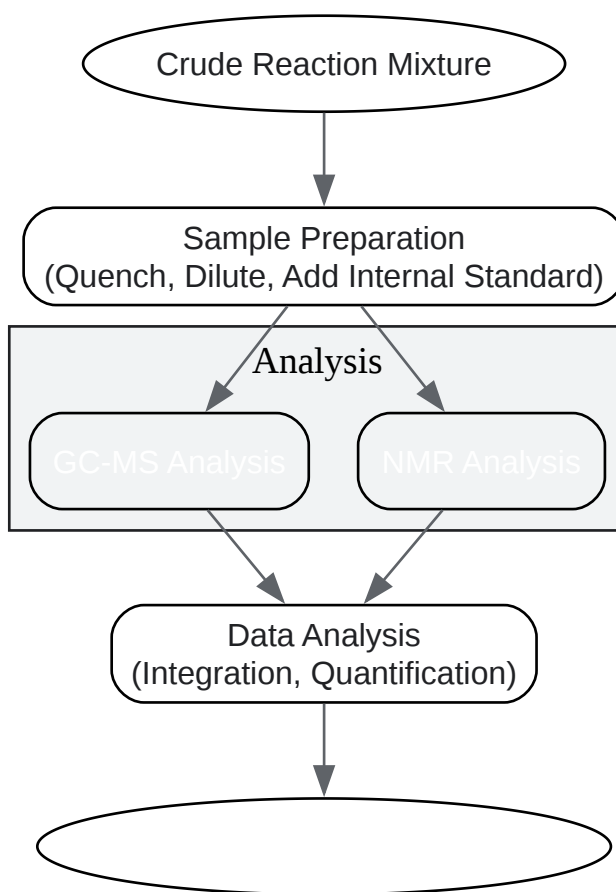 Crude Reaction Mixture
Sample Preparation
(Quench, Dilute, Add Internal Standard)
Analysis
GC-MS Analysis
NMR Analysis
Data Analysis
(Integration, Quantification)